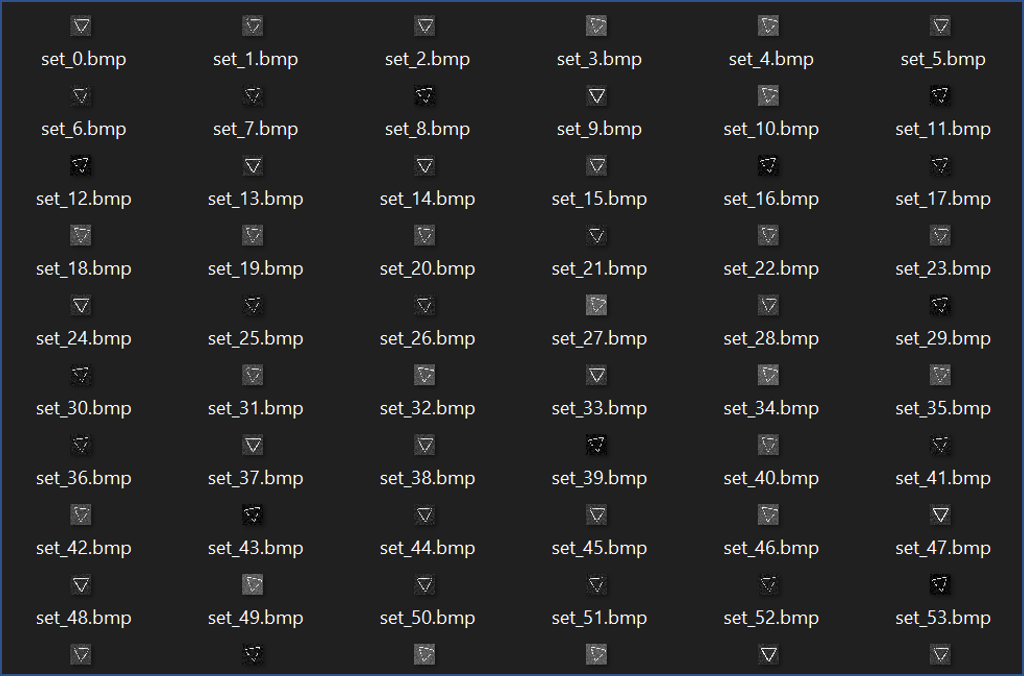 set_0.bmp set_1.bmp set_2.bmp set_3.bmp set_4.bmp set_5.bmp
set_6.bmp set_7.bmp set_8.bmp set_9.bmp set_10.bmp set_11.bmp
set_12.bmp set_13.bmp set_14.bmp set_15.bmp set_16.bmp set_17.bmp
set_18.bmp set_19.bmp set_20.bmp set_21.bmp set_22.bmp set_23.bmp
set_24.bmp set_25.bmp set_26.bmp set_27.bmp set_28.bmp set_29.bmp
set_30.bmp set_31.bmp set_32.bmp set_33.bmp set_34.bmp set_35.bmp
set_36.bmp set_37.bmp set_38.bmp set_39.bmp set_40.bmp set_41.bmp
set_42.bmp set_43.bmp set_44.bmp set_45.bmp set_46.bmp set_47.bmp
set_48.bmp set_49.bmp set_50.bmp set_51.bmp set_52.bmp set_53.bmp